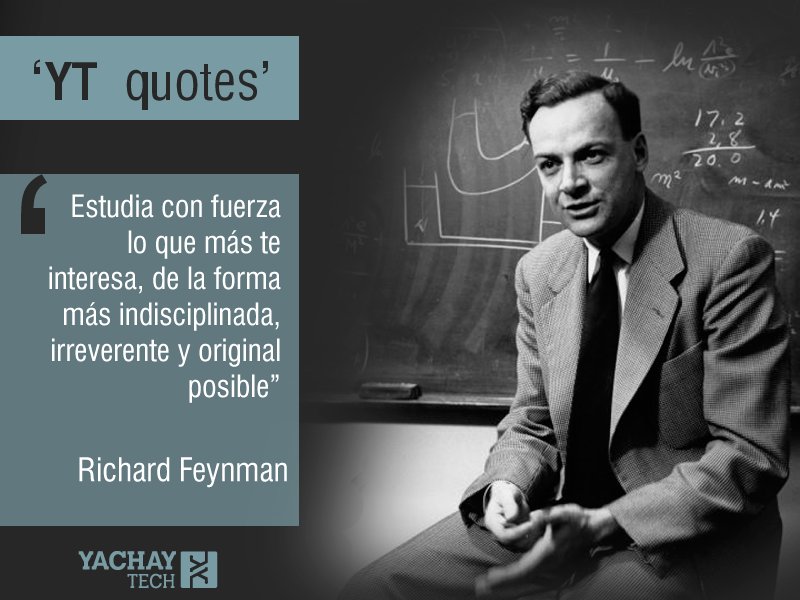 ‘YT quotes’
‘
Estudia con fuerza
lo que más te
interesa, de la forma
más indisciplinada,
irreverente y original
posible”
Richard Feynman
YACHAY
TECH
17.2
2.8
20.0
m²
1.4